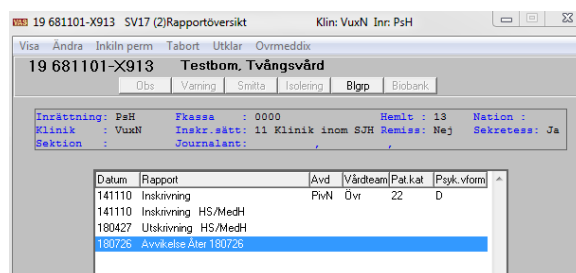 VAS 19 681101-X913 SV17 (2)Rapportöversikt Klin: VuxN Inr: PsH
Visa Ändra Inkiln perm Tabort Utklar Ovrmeddix
19 681101-X913 Testbom, Tvångsvård
Obs Varning Smitta Isolering Blgrp Biobank
Inrättning: PsH Fkassa : 0000 Hemlt : 13 Nation :
Klinik : VuxN Inskr.sätt: 11 Klinik inom SJH Remiss: Nej Sekretess: Ja
Sektion : Journalant: , ,
Datum Rapport Avd Vårdteam Pat.kat Psyk.vform
141110 Inskrivning PivN Övr 22 D
141110 Inskrivning HS/MedH
180427 Utskrivning HS/MedH
180726 Avvikelse Åter 180726